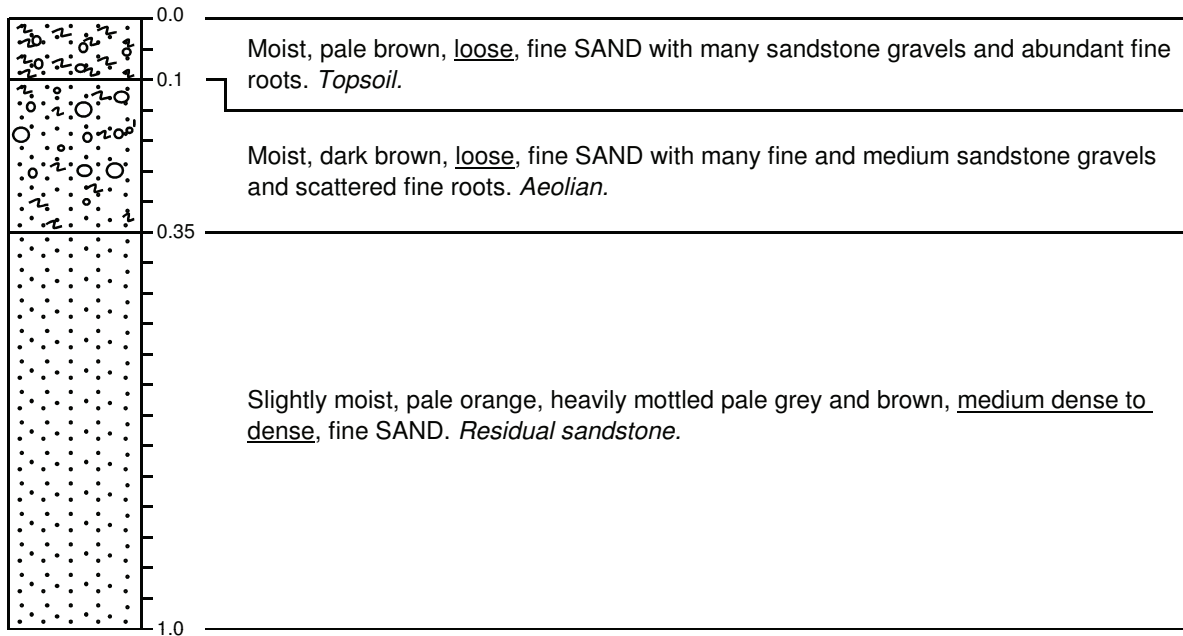 0.0
Moist, pale brown, loose, fine SAND with many sandstone gravels and abundant fine
roots. Topsoil.
0.1
Moist, dark brown, loose, fine SAND with many fine and medium sandstone gravels
and scattered fine roots. Aeolian.
0.35
Slightly moist, pale orange, heavily mottled pale grey and brown, medium dense to
dense, fine SAND. Residual sandstone.
1.0